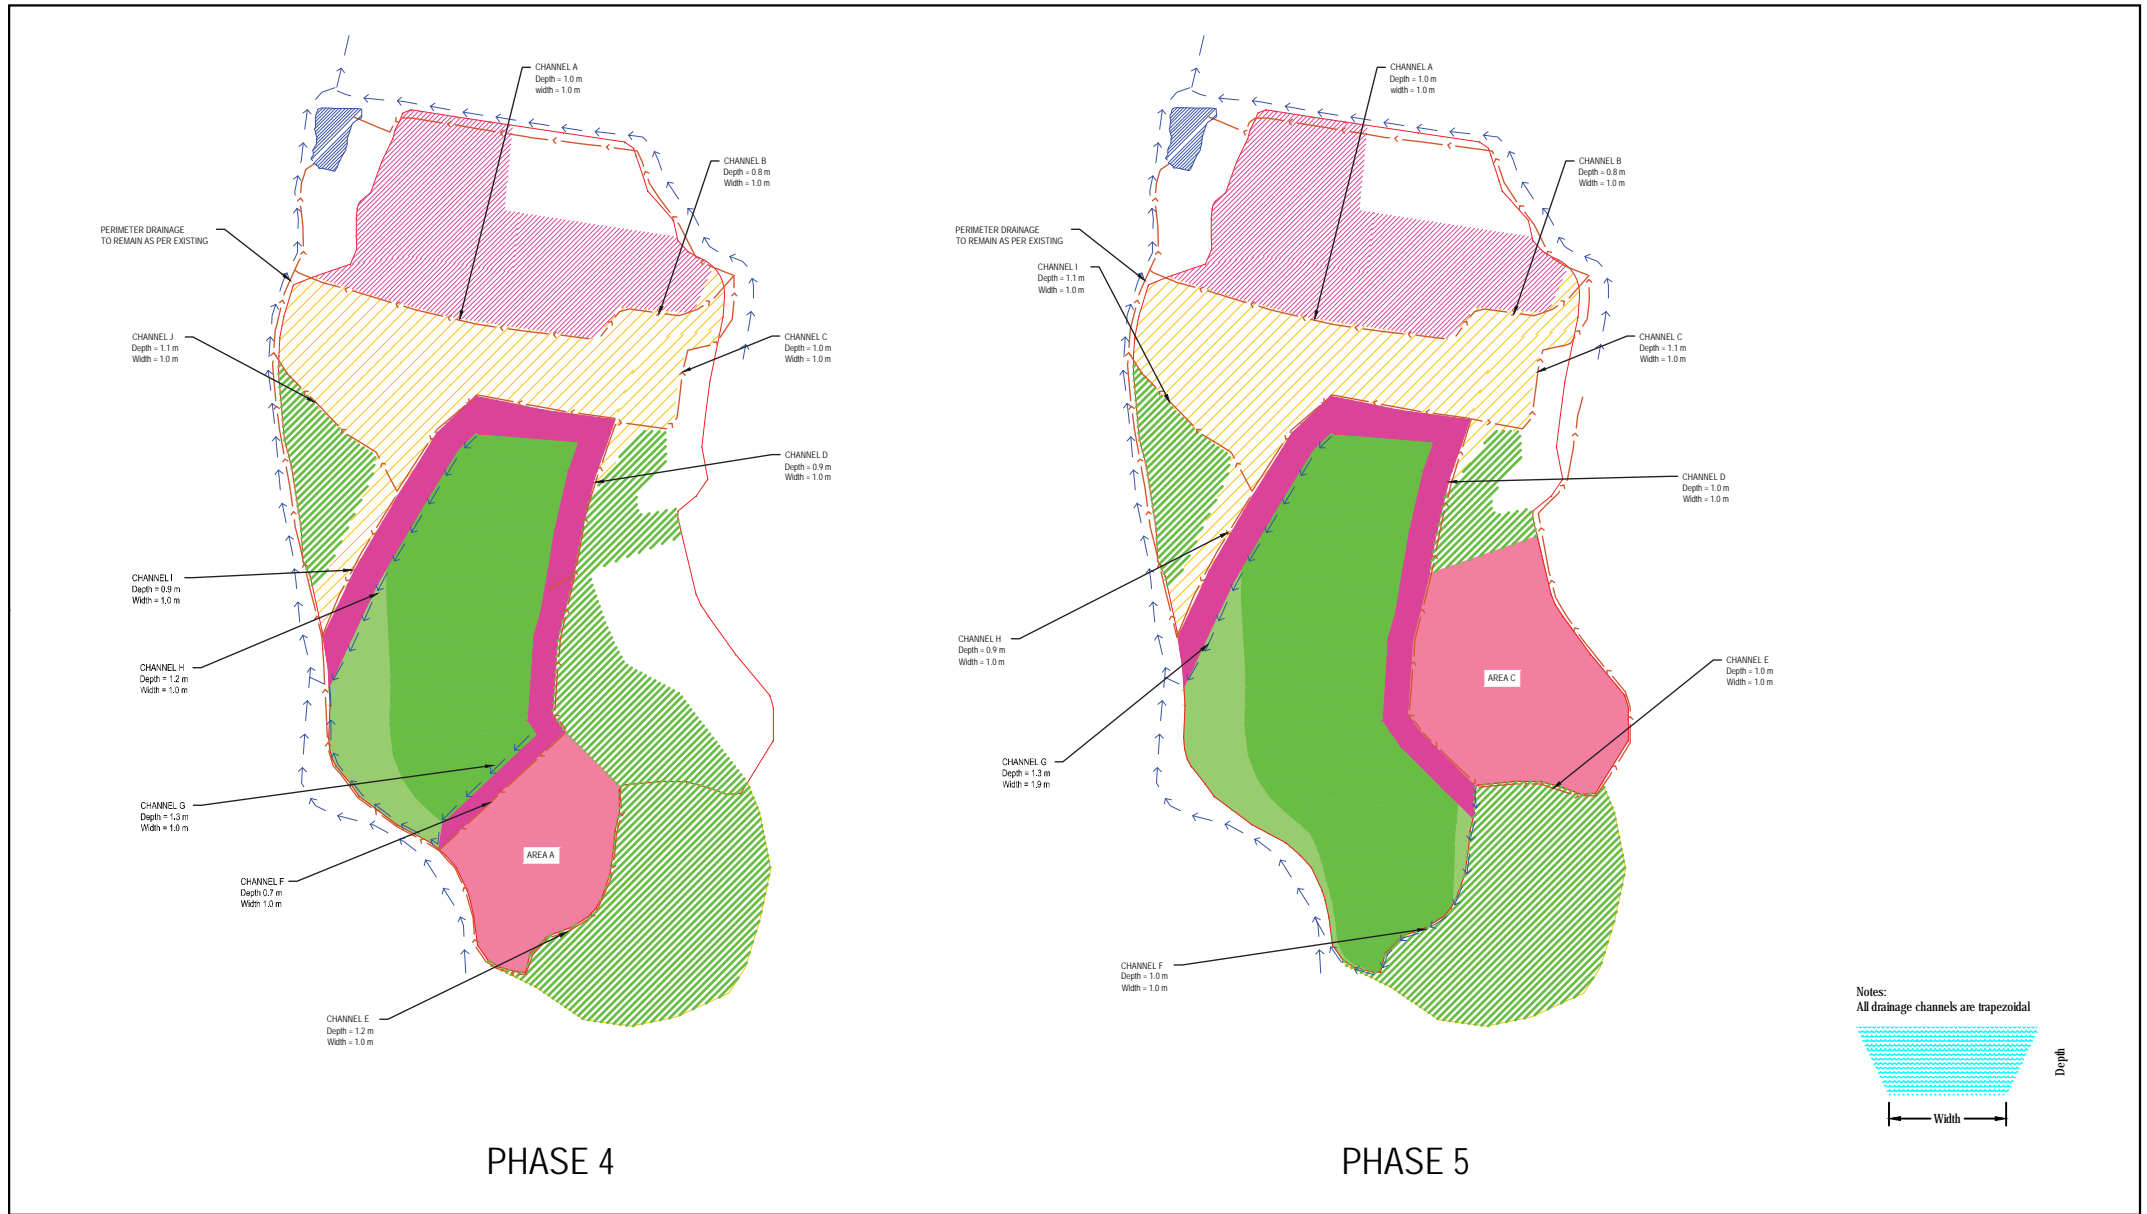 CHANNEL A
Depth = 1.0 m
width = 1.0 m
CHANNEL B
Depth = 0.8 m
Width = 1.0 m
PERIMETER DRAINAGE
TO REMAIN AS PER EXISTING
CHANNEL J
Depth = 1.1 m
Width = 1.0 m
CHANNEL C
Depth = 1.0 m
Width = 1.0 m
CHANNEL D
Depth = 0.9 m
Width = 1.0 m
CHANNEL I
Depth = 0.9 m
Width = 1.0 m
CHANNEL H
Depth = 1.2 m
Width = 1.0 m
CHANNEL G
Depth = 1.3 m
Width = 1.0 m
AREA A
CHANNEL F
Depth 0.7 m
Width 1.0 m
CHANNEL E
Depth = 1.2 m
Width = 1.0 m
PHASE 4
CHANNEL A
Depth = 1.0 m
width = 1.0 m
CHANNEL B
Depth = 0.8 m
Width = 1.0 m
PERIMETER DRAINAGE
TO REMAIN AS PER EXISTING
CHANNEL I
Depth = 1.1 m
Width = 1.0 m
CHANNEL C
Depth = 1.1 m
Width = 1.0 m
CHANNEL D
Depth = 1.0 m
Width = 1.0 m
CHANNEL H
Depth = 0.9 m
Width = 1.0 m
AREA C
CHANNEL E
Depth = 1.0 m
Width = 1.0 m
CHANNEL G
Depth = 1.3 m
Width = 1.9 m
CHANNEL F
Depth = 1.0 m
Width = 1.0 m
PHASE 5
Notes:
All drainage channels are trapezoidal
Depth
Width